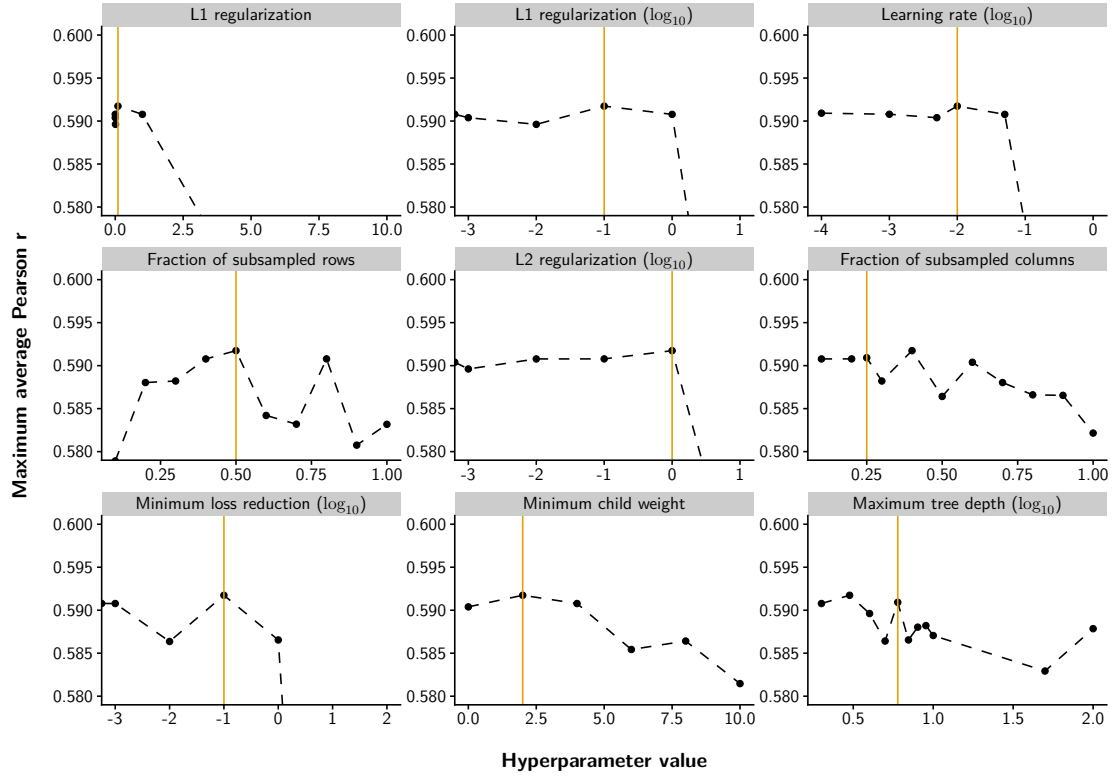 L1 regularization
L1 regularization (log10)
Learning rate (log10)
0.600
0.595
0.590
0.585
0.580
0.600
0.595
0.590
0.585
0.580
0.600
0.595
0.590
0.585
0.580
0.0 2.5 5.0 7.5 10.0
-3 -2 -1 0 1
-4 -3 -2 -1 0
Fraction of subsampled rows
L2 regularization (log10)
Fraction of subsampled columns
Maximum average Pearson r
0.600
0.595
0.590
0.585
0.580
0.600
0.595
0.590
0.585
0.580
0.600
0.595
0.590
0.585
0.580
0.25 0.50 0.75 1.00
-3 -2 -1 0 1
0.25 0.50 0.75 1.00
Minimum loss reduction (log10)
Minimum child weight
Maximum tree depth (log10)
0.600
0.595
0.590
0.585
0.580
0.600
0.595
0.590
0.585
0.580
0.600
0.595
0.590
0.585
0.580
-3 -2 -1 0 1 2
0.0 2.5 5.0 7.5 10.0
0.5 1.0 1.5 2.0
Hyperparameter value